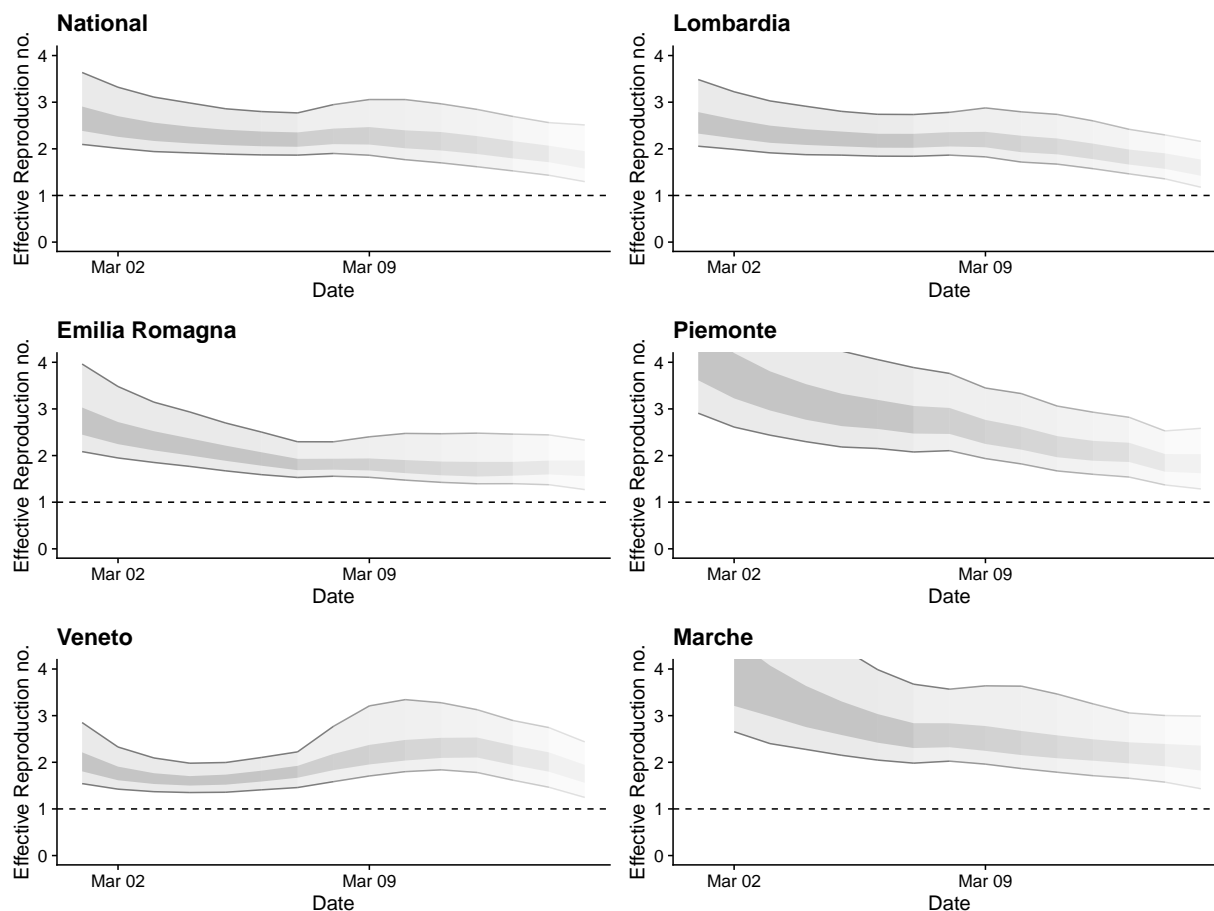 National
Effective Reproduction no.
4
3
2
1
0
Mar 02 Mar 09
Date
Lombardia
Effective Reproduction no.
4
3
2
1
0
Mar 02 Mar 09
Date
Emilia Romagna
Effective Reproduction no.
4
3
2
1
0
Mar 02 Mar 09
Date
Piemonte
Effective Reproduction no.
4
3
2
1
0
Mar 02 Mar 09
Date
Veneto
Effective Reproduction no.
4
3
2
1
0
Mar 02 Mar 09
Date
Marche
Effective Reproduction no.
4
3
2
1
0
Mar 02 Mar 09
Date